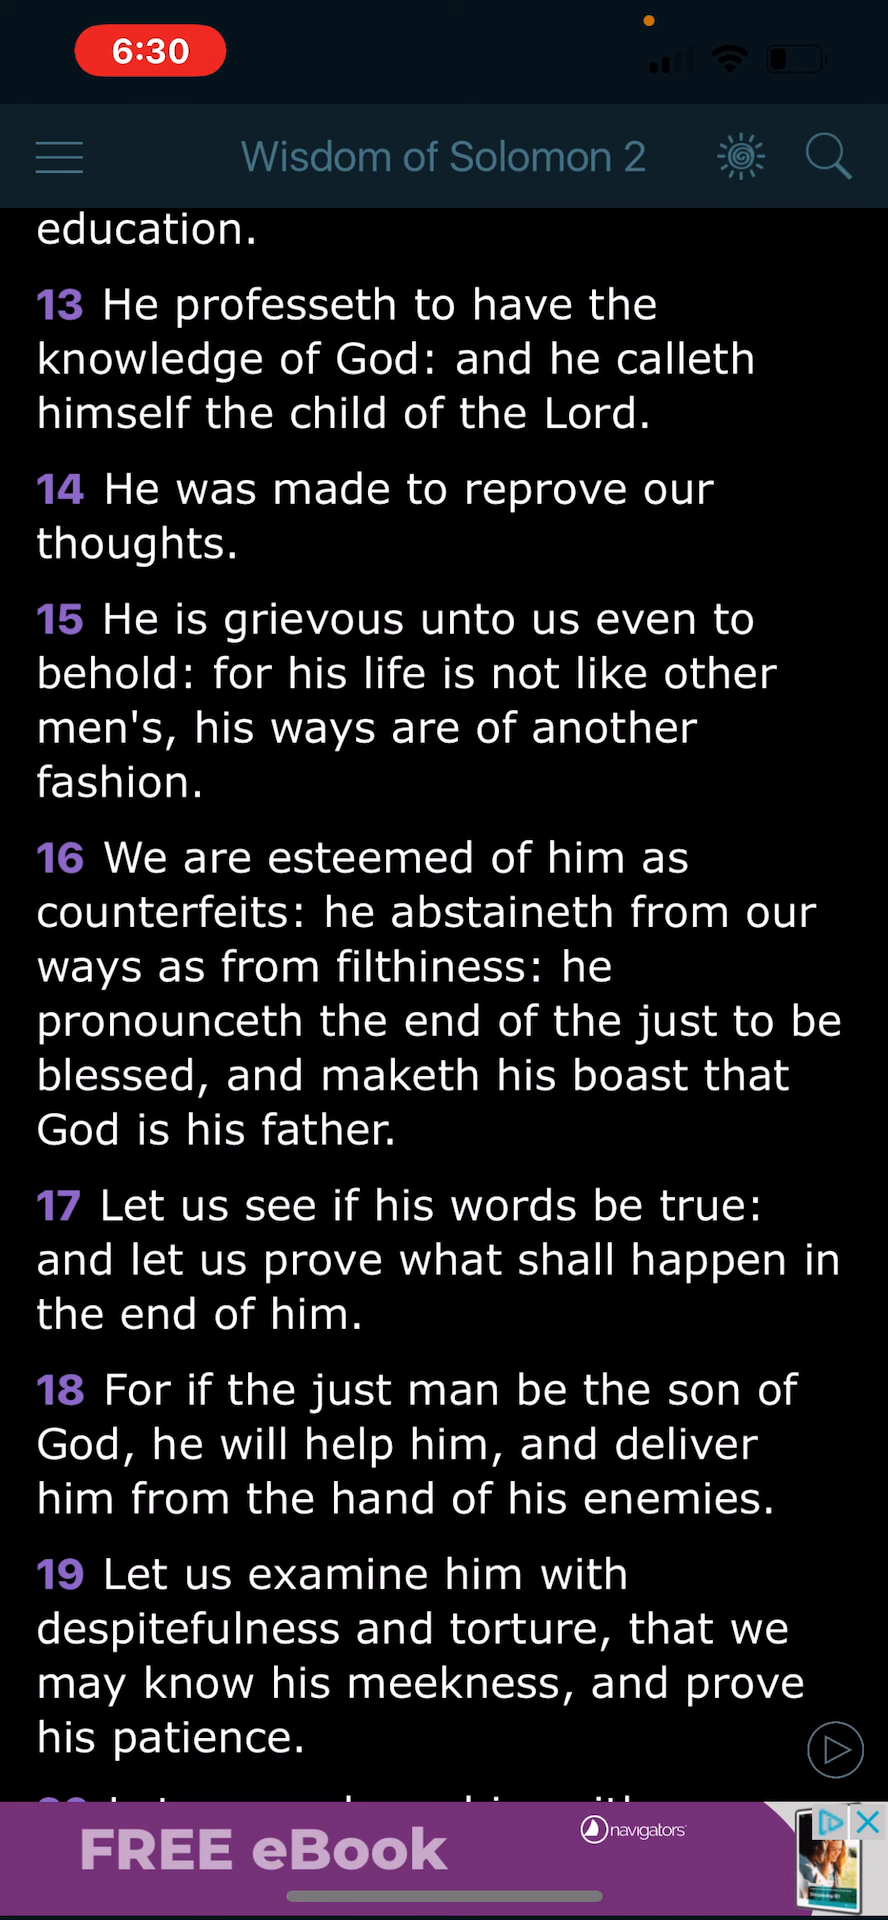 6:30
Wisdom of Solomon 2
education.
13 He professeth to have the
knowledge of God: and he calleth
himself the child of the Lord.
14 He was made to reprove our
thoughts.
15 He is grievous unto us even to
behold: for his life is not like other
men's, his ways are of another
fashion.
16 We are esteemed of him as
counterfeits: he abstaineth from our
ways as from filthiness: he
pronounceth the end of the just to be
blessed, and maketh his boast that
God is his father.
17 Let us see if his words be true:
and let us prove what shall happen in
the end of him.
18 For if the just man be the son of
God, he will help him, and deliver
him from the hand of his enemies.
19 Let us examine him with
despitefulness and torture, that we
may know his meekness, and prove
his patience.
FREE eBook
navigators